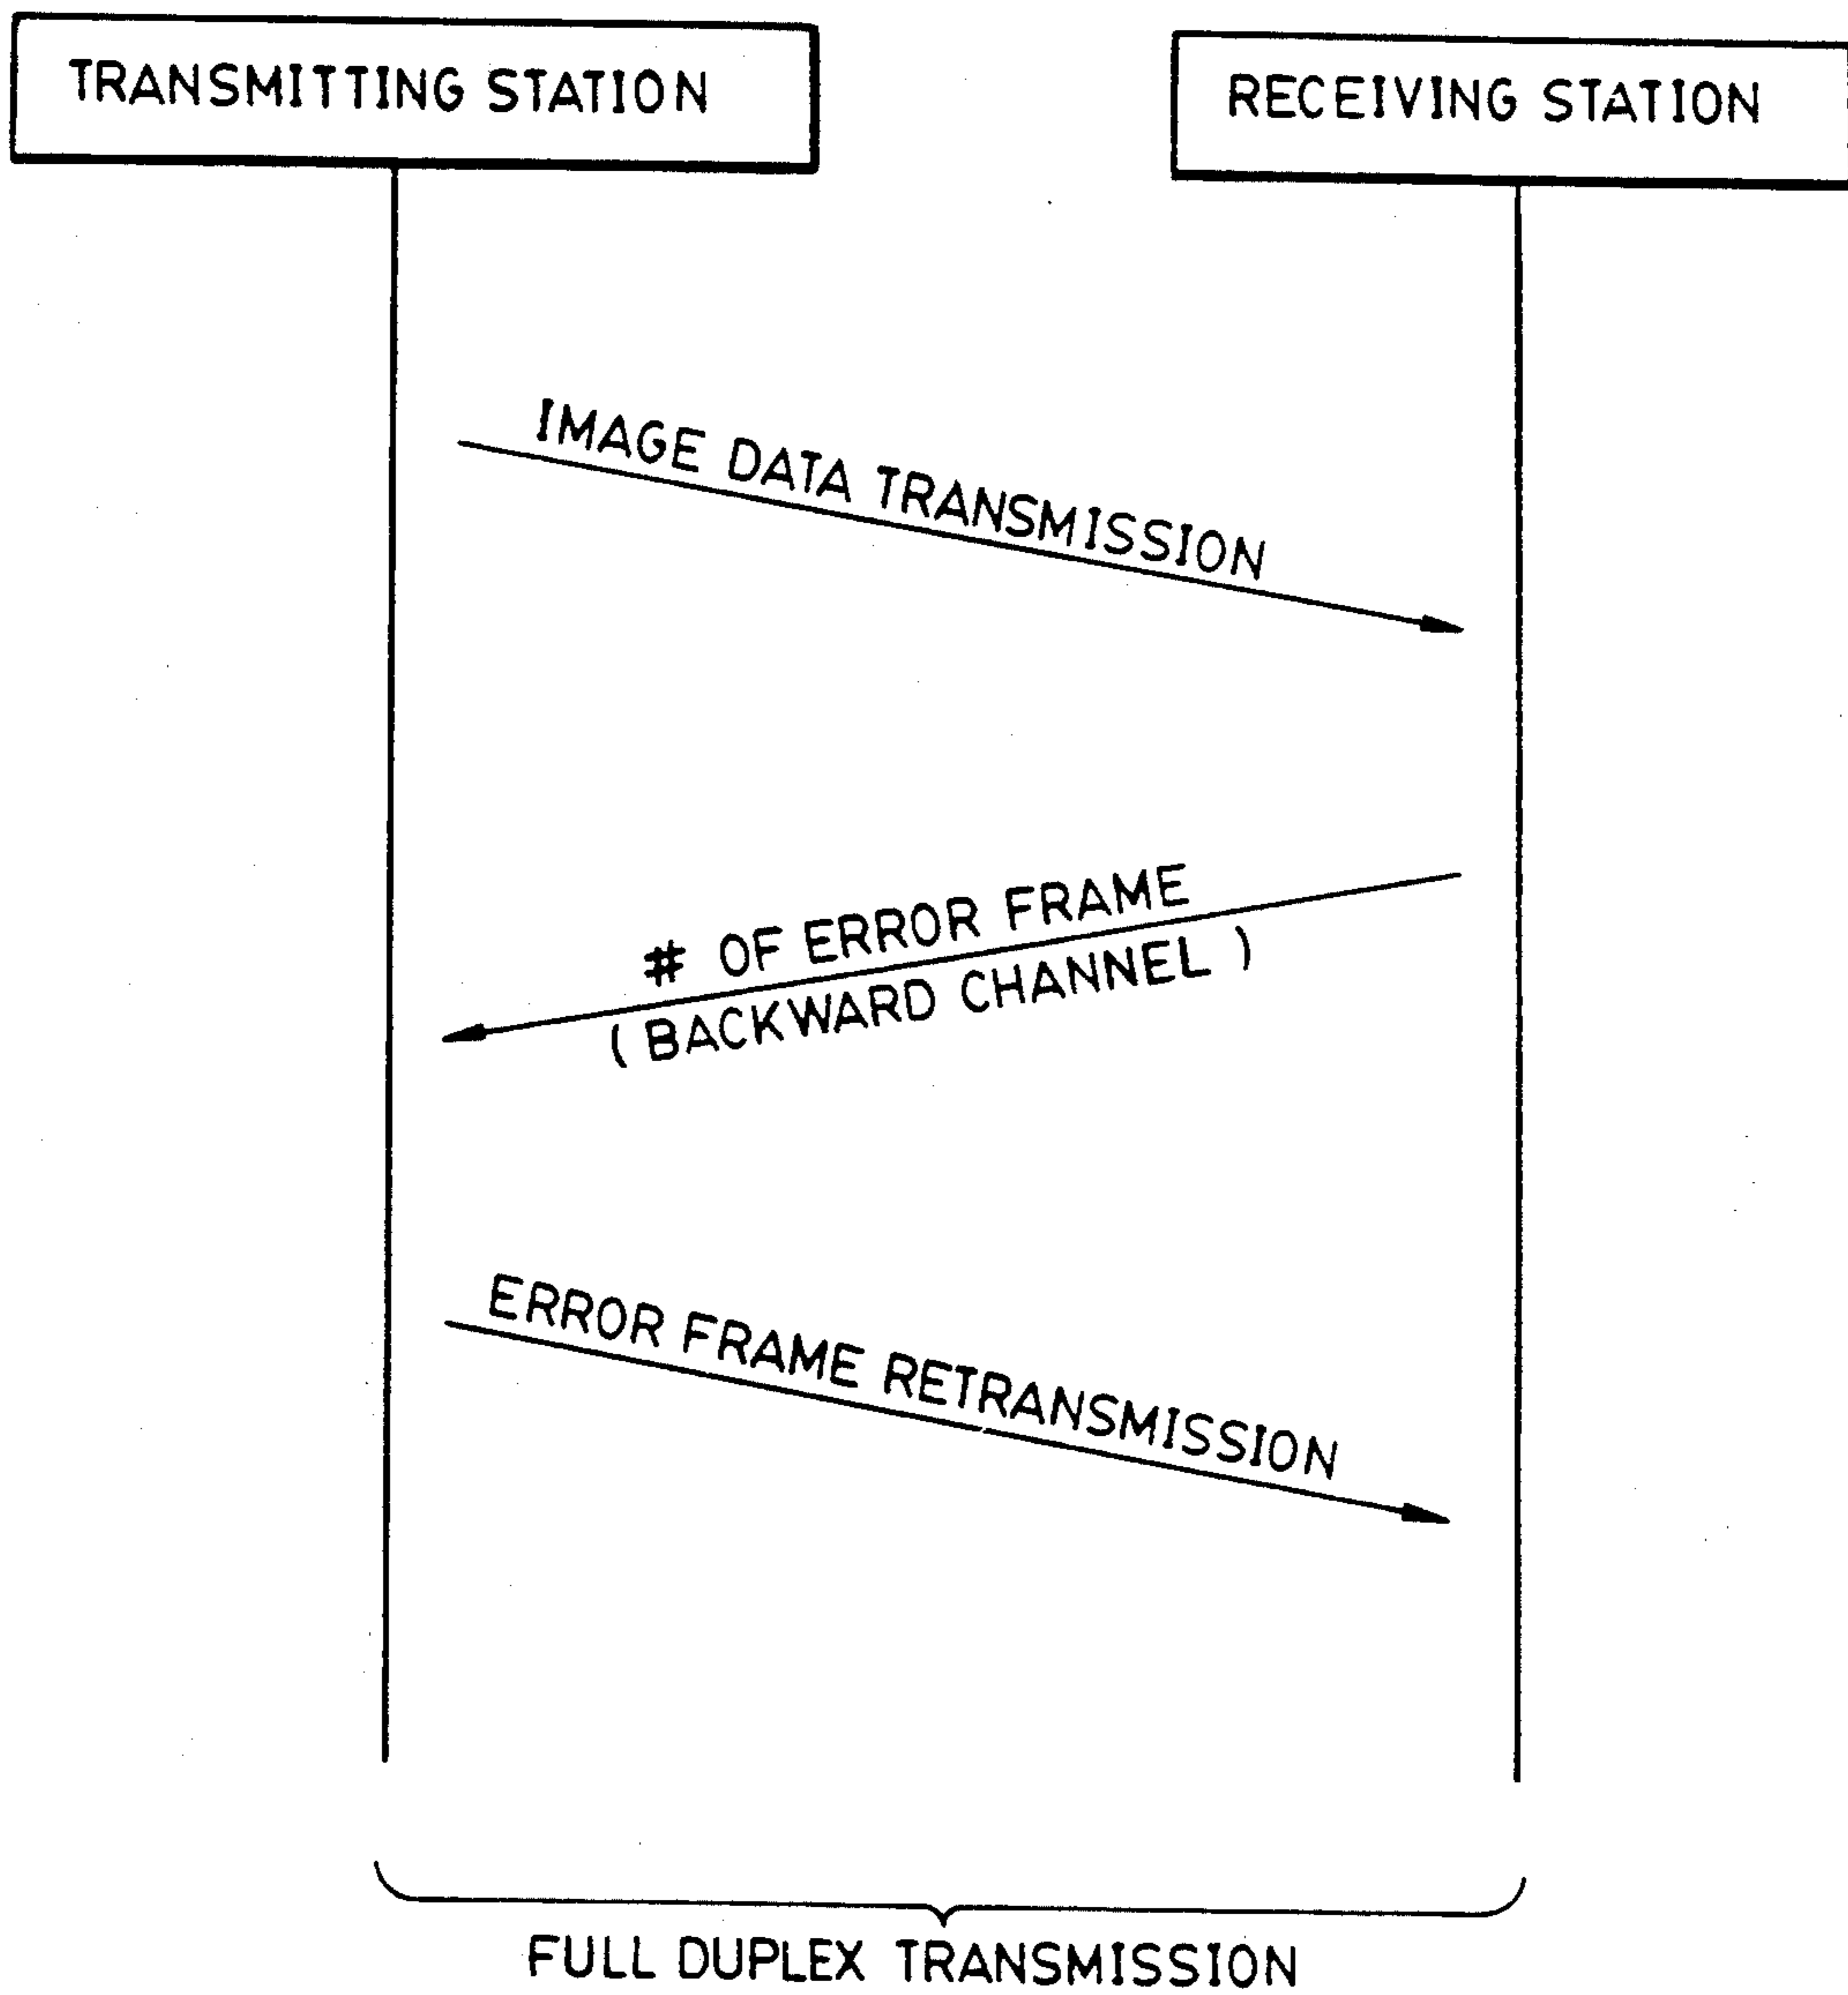 TRANSMITTING STATION
RECEIVING STATION
IMAGE DATA TRANSMISSION
# OF ERROR FRAME
( BACKWARD CHANNEL )
ERROR FRAME RETRANSMISSION
FULL DUPLEX TRANSMISSION